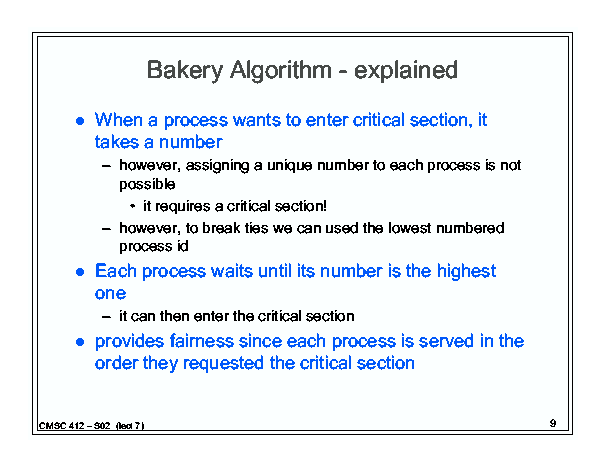 Bakery Algorithm - explained
● When a process wants to enter critical section, it
takes a number
– however, assigning a unique number to each process is not
possible
• it requires a critical section!
– however, to break ties we can used the lowest numbered
process id
● Each process waits until its number is the highest
one
– it can then enter the critical section
● provides fairness since each process is served in the
order they requested the critical section
CMSC 412 – S02 (lect 7)
9